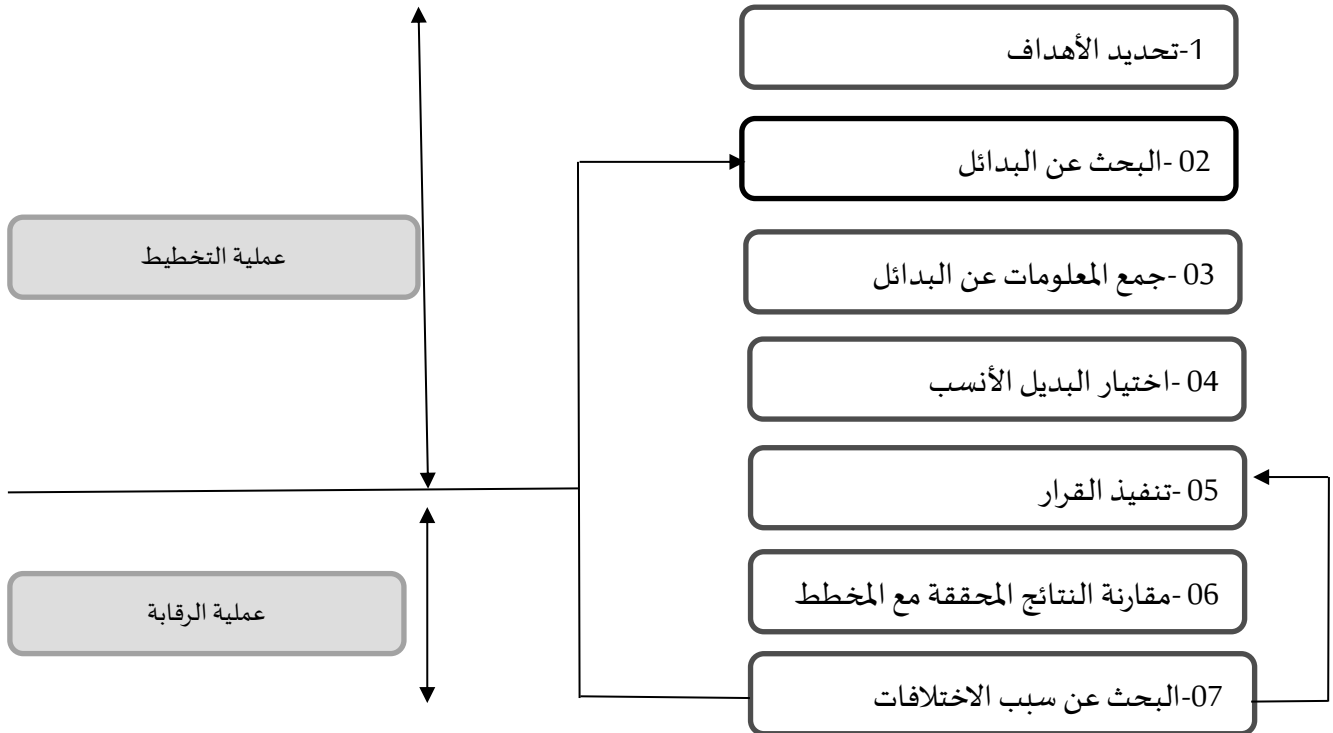 1-تحديد الأهداف
02 -البحث عن البدائل
03 -جمع المعلومات عن البدائل
04 -اختيار البديل الأنسب
05 -تنفيذ القرار
06 -مقارنة النتائج المحققة مع المخطط
07-البحث عن سبب الاختلافات
عملية التخطيط
عملية الرقابة